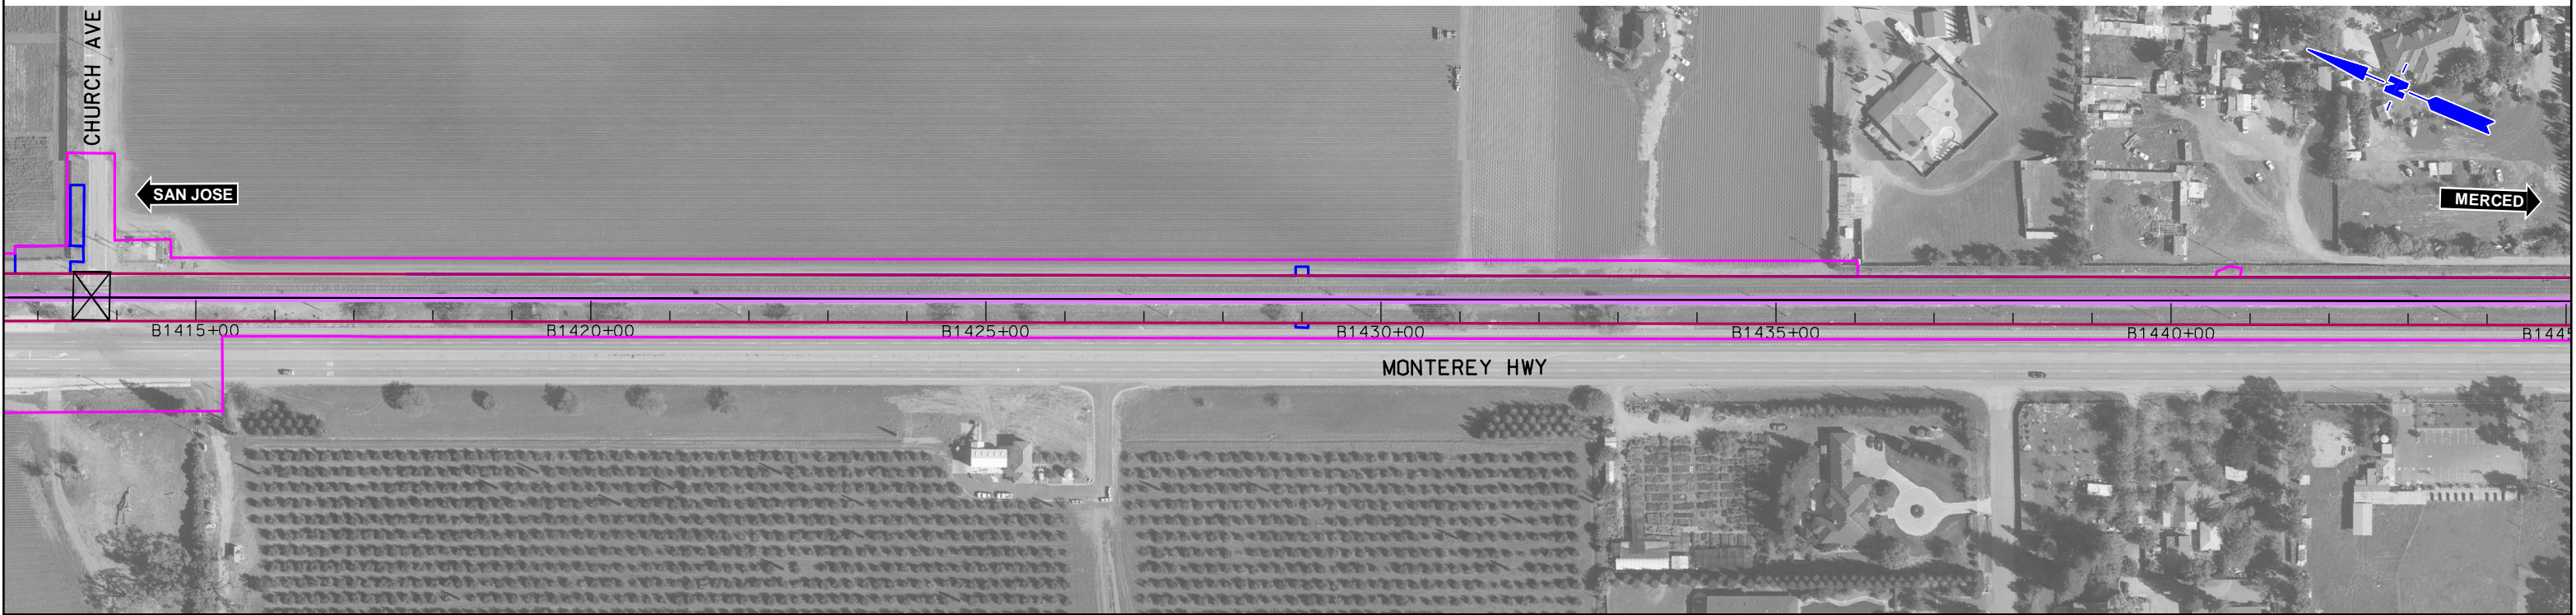 CHURCH AVE
N
SAN JOSE
MERCED
B1415+00
B1420+00
B1425+00
B1430+00
B1435+00
B1440+00
MONTEREY HWY